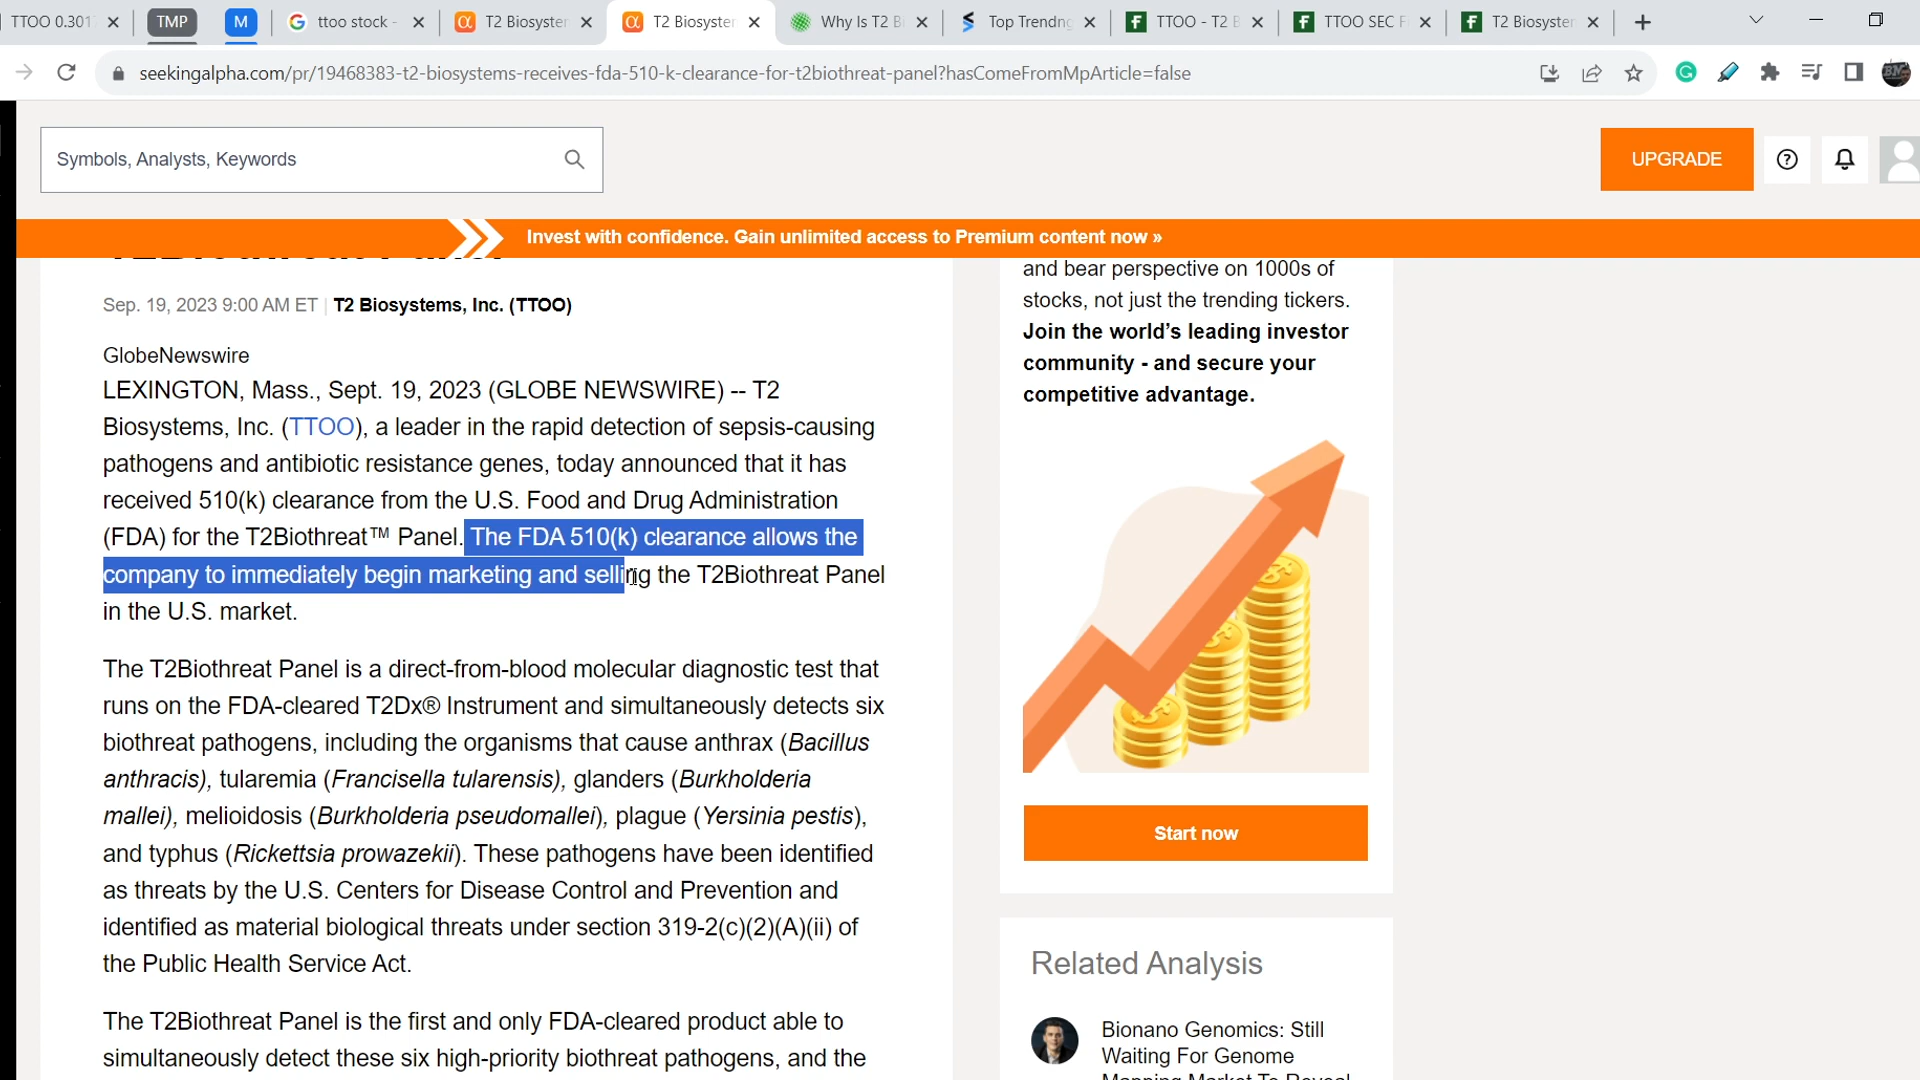 TTOO 0.301
TMP
M
ttoo stock -
T2 Biosyster
T2 Biosyster
Why Is T2 B
Top Trendng
TTOO - T2 B
TTOO SEC F
T2 Biosyster
seekingalpha.com/pr/19468383-t2-biosystems-receives-fda-510-k-clearance-for-t2biothreat-panel?hasComeFromMpArticle=false
Symbols, Analysts, Keywords
UPGRADE
Invest with confidence. Gain unlimited access to Premium content now »
T2Biothreat Panel
Sep. 19, 2023 9:00 AM ET | T2 Biosystems, Inc. (TTOO)
GlobeNewswire
LEXINGTON, Mass., Sept. 19, 2023 (GLOBE NEWSWIRE) -- T2
Biosystems, Inc. (TTOO), a leader in the rapid detection of sepsis-causing
pathogens and antibiotic resistance genes, today announced that it has
received 510(k) clearance from the U.S. Food and Drug Administration
(FDA) for the T2Biothreat™ Panel. The FDA 510(k) clearance allows the
company to immediately begin marketing and selling the T2Biothreat Panel
in the U.S. market.
The T2Biothreat Panel is a direct-from-blood molecular diagnostic test that
runs on the FDA-cleared T2Dx® Instrument and simultaneously detects six
biothreat pathogens, including the organisms that cause anthrax (Bacillus
anthracis), tularemia (Francisella tularensis), glanders (Burkholderia
mallei), melioidosis (Burkholderia pseudomallei), plague (Yersinia pestis),
and typhus (Rickettsia prowazekii). These pathogens have been identified
as threats by the U.S. Centers for Disease Control and Prevention and
identified as material biological threats under section 319-2(c)(2)(A)(ii) of
the Public Health Service Act.
The T2Biothreat Panel is the first and only FDA-cleared product able to
simultaneously detect these six high-priority biothreat pathogens, and the
and bear perspective on 1000s of
stocks, not just the trending tickers.
Join the world's leading investor
community - and secure your
competitive advantage.
Start now
Related Analysis
Bionano Genomics: Still
Waiting For Genome
Mapping Market To Reveal